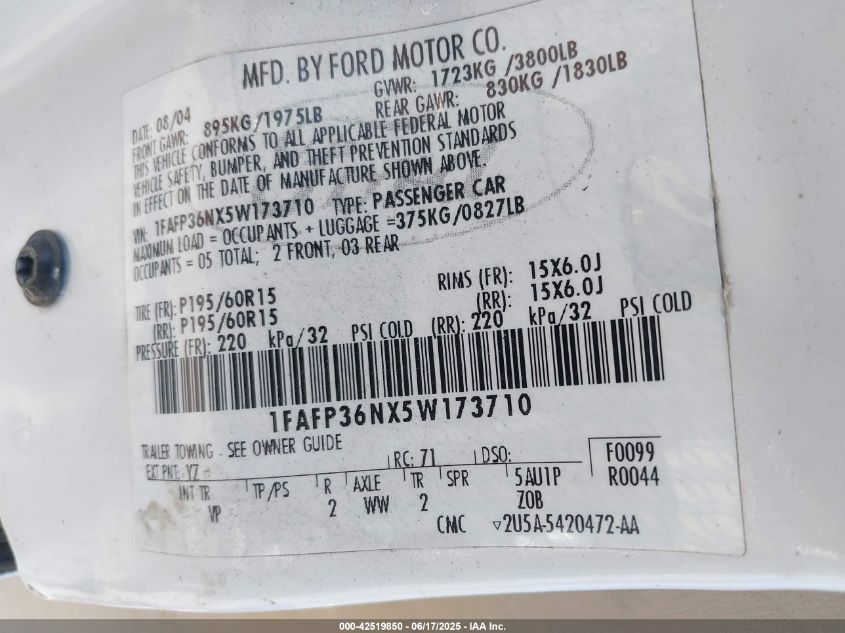 MFD. BY FORD MOTOR CO.
DATE: 08/04 GVWR: 1723KG /3800LB
FRONT GAWR: 895KG/1975LB REAR GAWR: 830KG /1830LB
THIS VEHICLE CONFORMS TO ALL APPLICABLE FEDERAL MOTOR
VEHICLE SAFETY, BUMPER, AND THEFT PREVENTION STANDARDS
IN EFFECT ON THE DATE OF MANUFACTURE SHOWN ABOVE.
VIN: 1FAFP36NX5W173710 TYPE: PASSENGER CAR
MAXIMUM LOAD = OCCUPANTS + LUGGAGE =375KG/0827LB
OCCUPANTS = 05 TOTAL; 2 FRONT, 03 REAR
TIRE (FR): P195/60R15 RIMS (FR): 15X6.0J
(RR): P195/60R15 (RR): 15X6.0J
PRESSURE (FR): 220 kPa/32 PSI COLD (RR): 220 kPa/32 PSI COLD
1FAFP36NX5W173710
TRAILER TOWING - SEE OWNER GUIDE
EXT PNT: YZ RC: 71 DSO: F0099
INT TR TP/PS R AXLE TR SPR 5AU1P R0044
VP 2 WW 2 Z0B
CMC ▽2U5A-5420472-AA
000-42519850 | 06/17/2025 - IAA Inc.